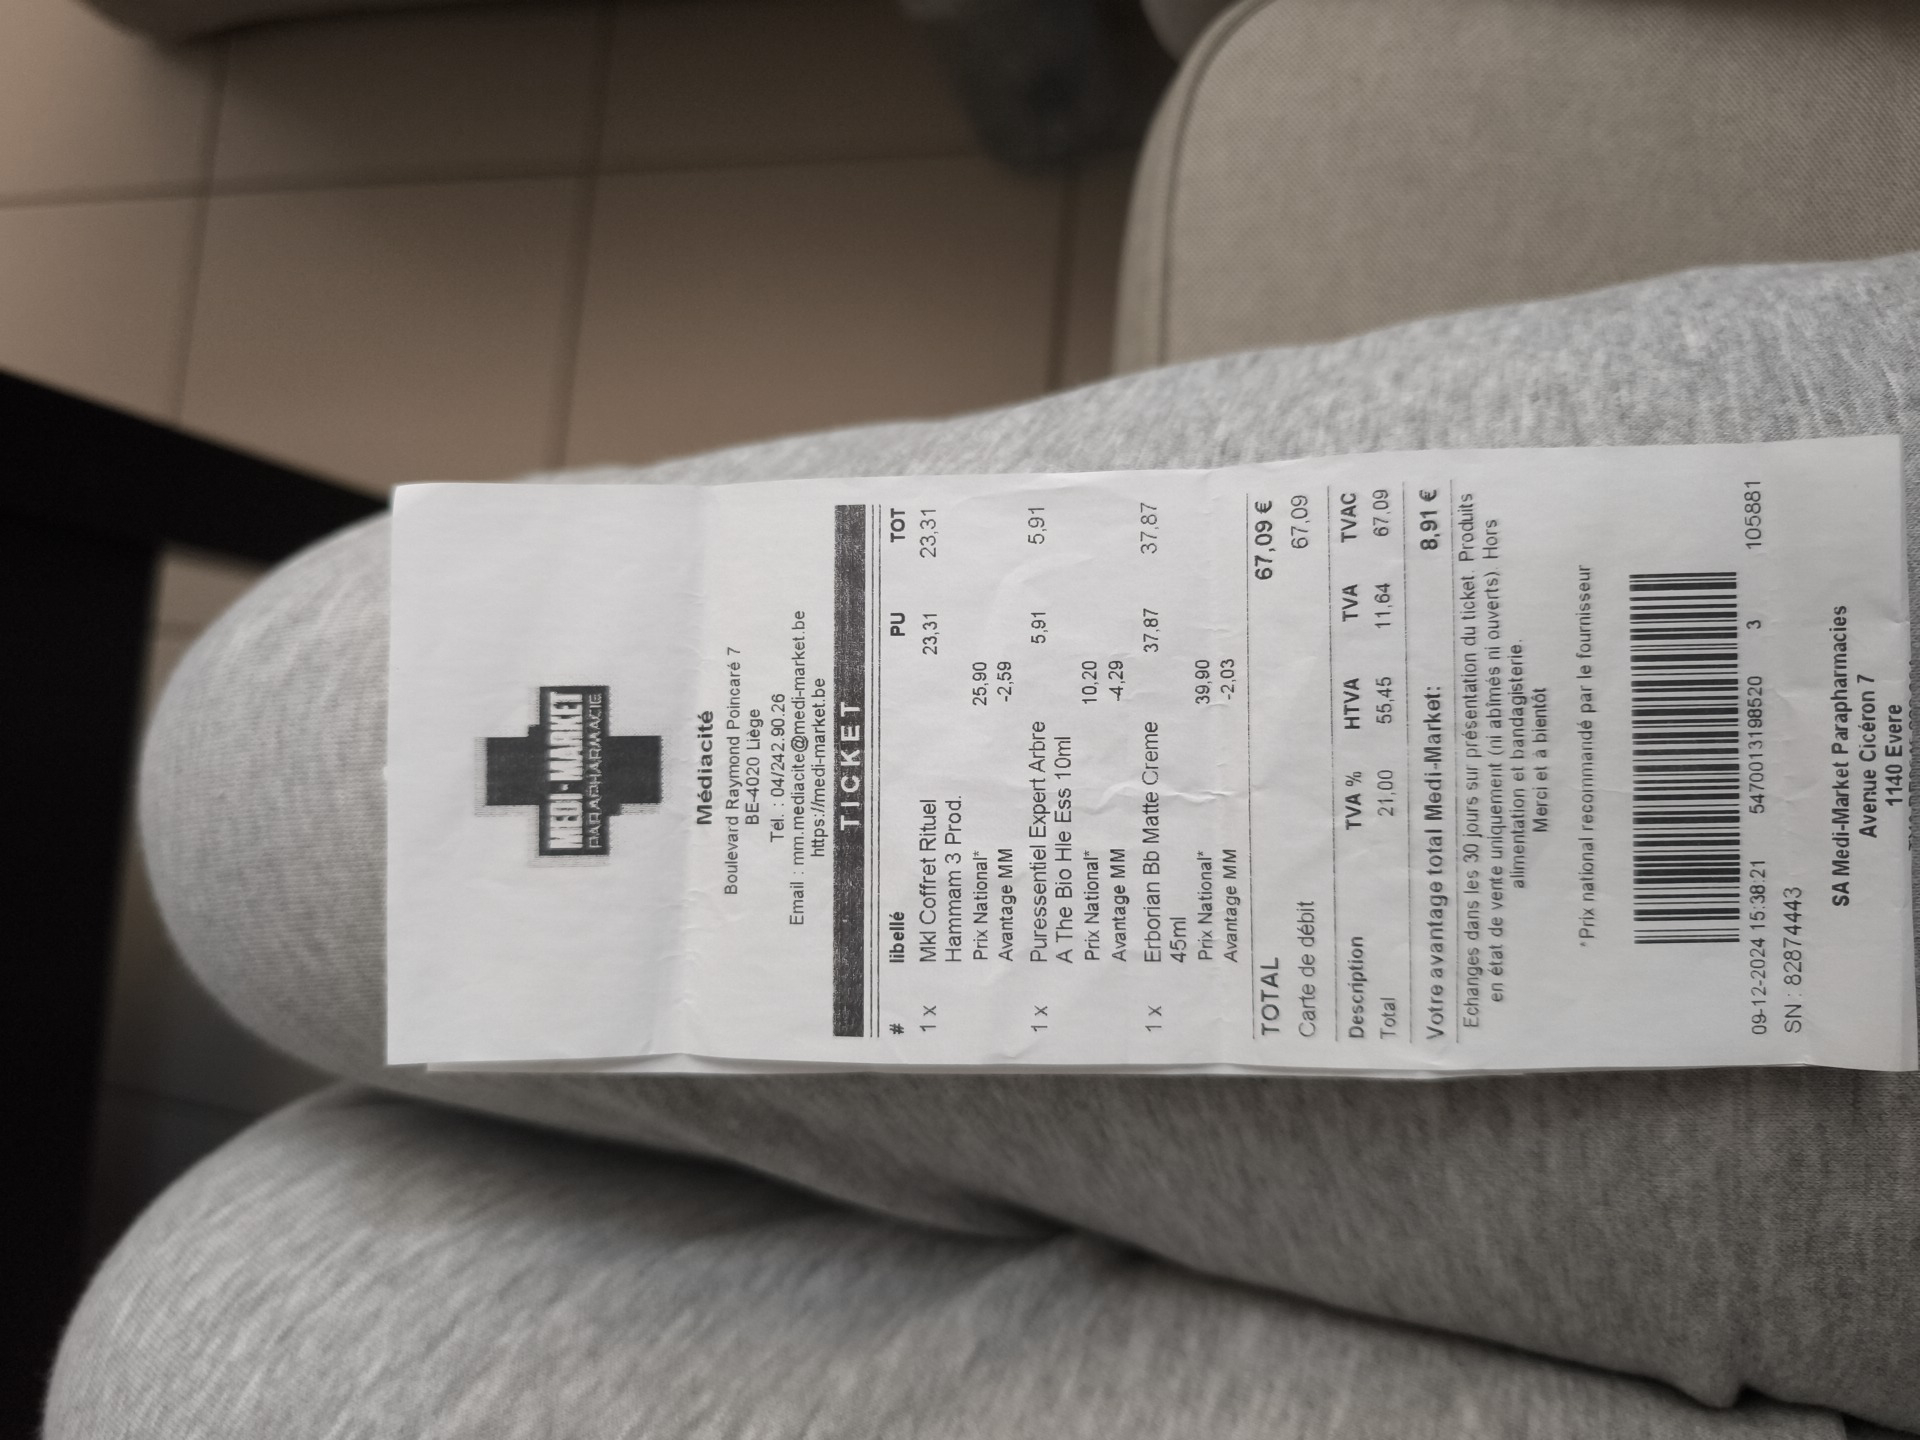 MEDI-MARKET
PARAPHARMACIE
Médiacité
Boulevard Raymond Poincaré 7
BE-4020 Liège
Tél. : 04/242.90.26
Email : mm.mediacite@medi-market.be
https://medi-market.be
TICKET
# libellé PU TOT
1 x Mkl Coffret Rituel 23,31 23,31
Hammam 3 Prod.
Prix National* 25,90
Avantage MM -2,59
1 x Puressentiel Expert Arbre 5,91 5,91
A The Bio Hle Ess 10ml
Prix National* 10,20
Avantage MM -4,29
1 x Erborian Bb Matte Creme 37,87 37,87
45ml
Prix National* 39,90
Avantage MM -2,03
TOTAL 67,09 €
Carte de débit 67,09
Description TVA % HTVA TVA TVAC
Total 21,00 55,45 11,64 67,09
Votre avantage total Medi-Market: 8,91 €
Echanges dans les 30 jours sur présentation du ticket. Produits
en état de vente uniquement (ni abîmés ni ouverts). Hors
alimentation et bandagisterie.
Merci et à bientôt
*Prix national recommandé par le fournisseur
09-12-2024 15:38:21 5470013198520 3 105881
SN : 82874443
SA Medi-Market Parapharmacies
Avenue Cicéron 7
1140 Evere